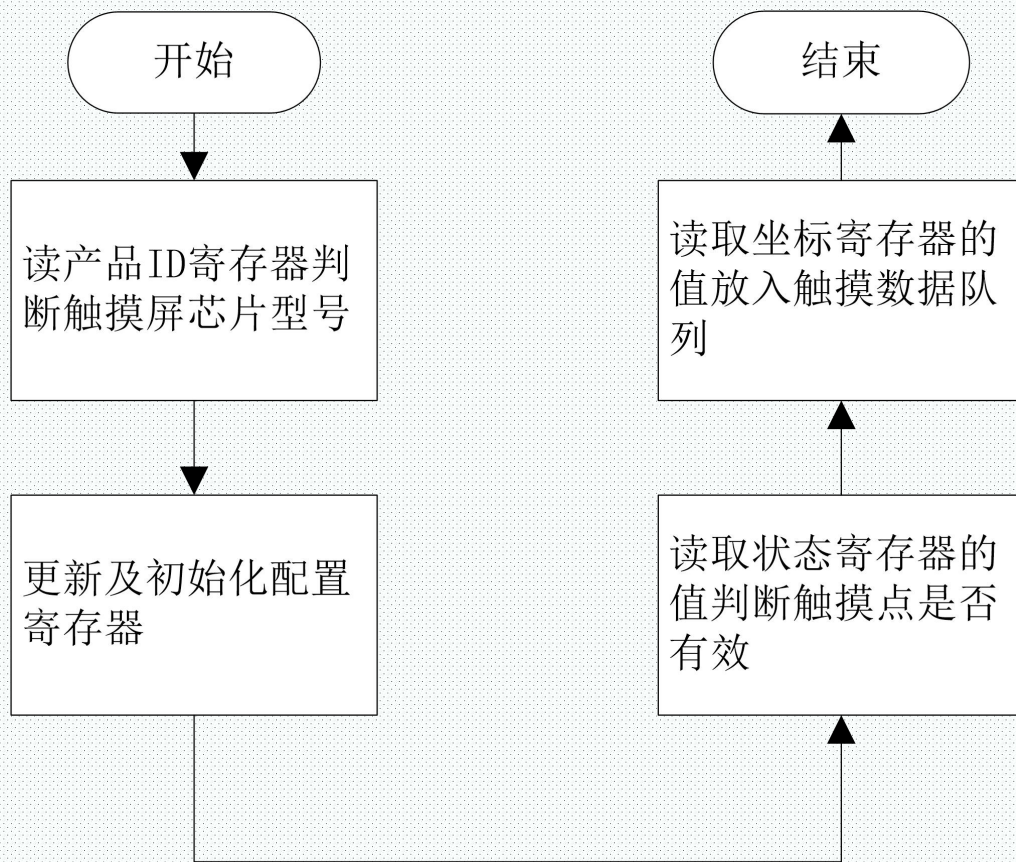 开始
读产品ID寄存器判
断触摸屏芯片型号
更新及初始化配置
寄存器
读取状态寄存器的
值判断触摸点是否
有效
读取坐标寄存器的
值放入触摸数据队
列
结束